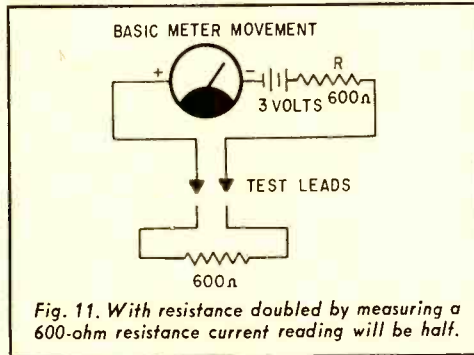 BASIC METER MOVEMENT
+
-
R
3 VOLTS
600Ω
TEST LEADS
600Ω
Fig. 11. With resistance doubled by measuring a
600-ohm resistance current reading will be half.